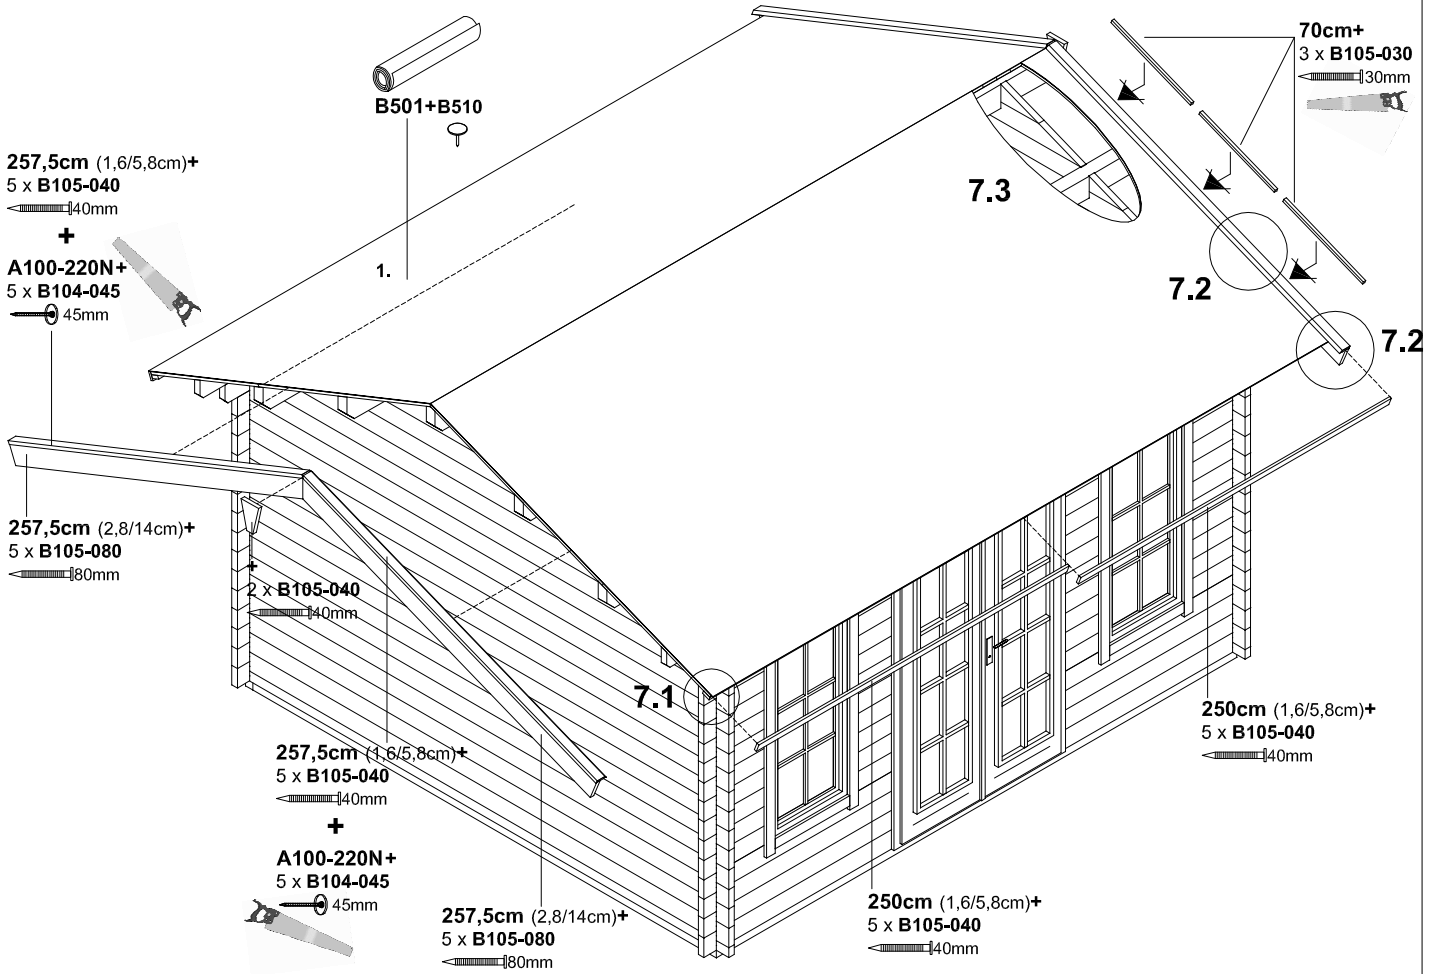 70cm+
3 x B105-030
30mm
B501+B510
257,5cm (1,6/5,8cm)+
5 x B105-040
40mm
+
A100-220N+
5 x B104-045
45mm
1.
7.3
7.2
7.2
257,5cm (2,8/14cm)+
5 x B105-080
80mm
+
2 x B105-040
40mm
7.1
257,5cm (1,6/5,8cm)+
5 x B105-040
40mm
+
A100-220N+
5 x B104-045
45mm
257,5cm (2,8/14cm)+
5 x B105-080
80mm
250cm (1,6/5,8cm)+
5 x B105-040
40mm
250cm (1,6/5,8cm)+
5 x B105-040
40mm